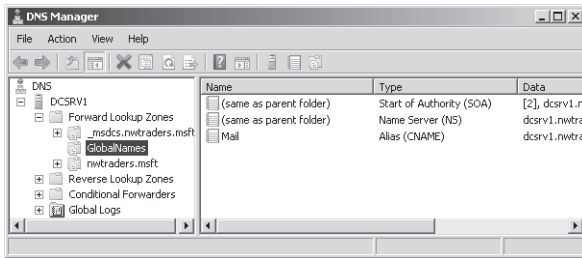 DNS Manager
File Action View Help
DNS
DCSRV1
Forward Lookup Zones
_msdcs.nwtraders.msft
GlobalNames
nwtraders.msft
Reverse Lookup Zones
Conditional Forwarders
Global Logs
Name Type Data
(same as parent folder) Start of Authority (SOA) [2], dcsrv1.n
(same as parent folder) Name Server (NS) dcsrv1.nwtra
Mail Alias (CNAME) dcsrv1.nwtra